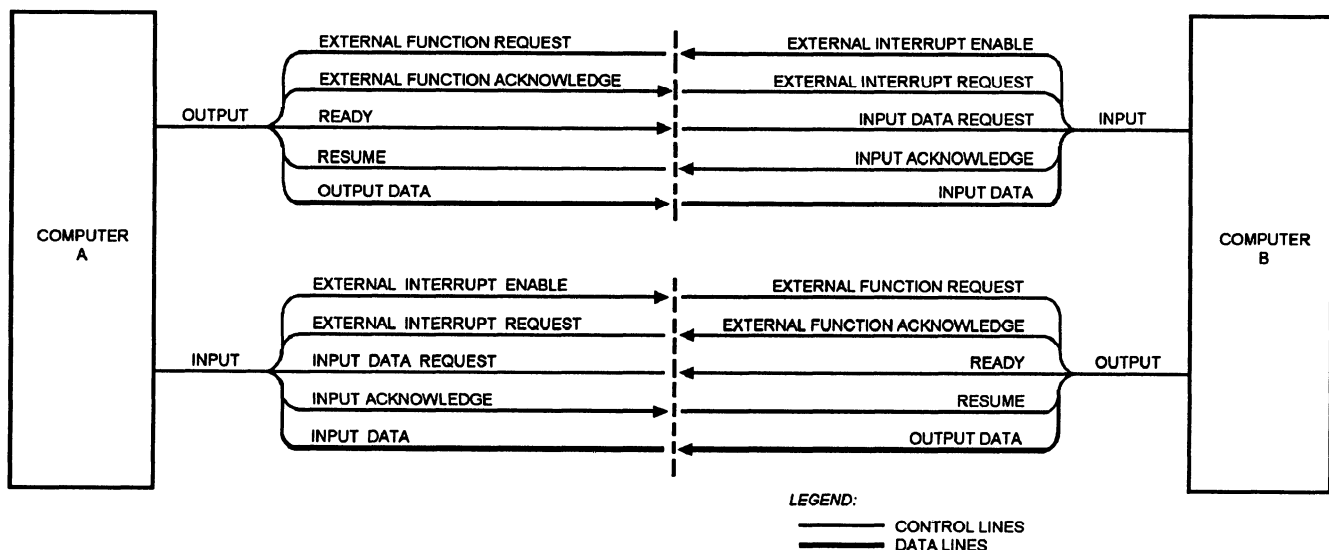 EXTERNAL FUNCTION REQUEST
EXTERNAL INTERRUPT ENABLE
EXTERNAL FUNCTION ACKNOWLEDGE
EXTERNAL INTERRUPT REQUEST
OUTPUT
READY
INPUT DATA REQUEST
INPUT
RESUME
INPUT ACKNOWLEDGE
OUTPUT DATA
INPUT DATA
COMPUTER
A
COMPUTER
B
EXTERNAL INTERRUPT ENABLE
EXTERNAL FUNCTION REQUEST
EXTERNAL INTERRUPT REQUEST
EXTERNAL FUNCTION ACKNOWLEDGE
INPUT
INPUT DATA REQUEST
READY
OUTPUT
INPUT ACKNOWLEDGE
RESUME
INPUT DATA
OUTPUT DATA
LEGEND:
CONTROL LINES
DATA LINES